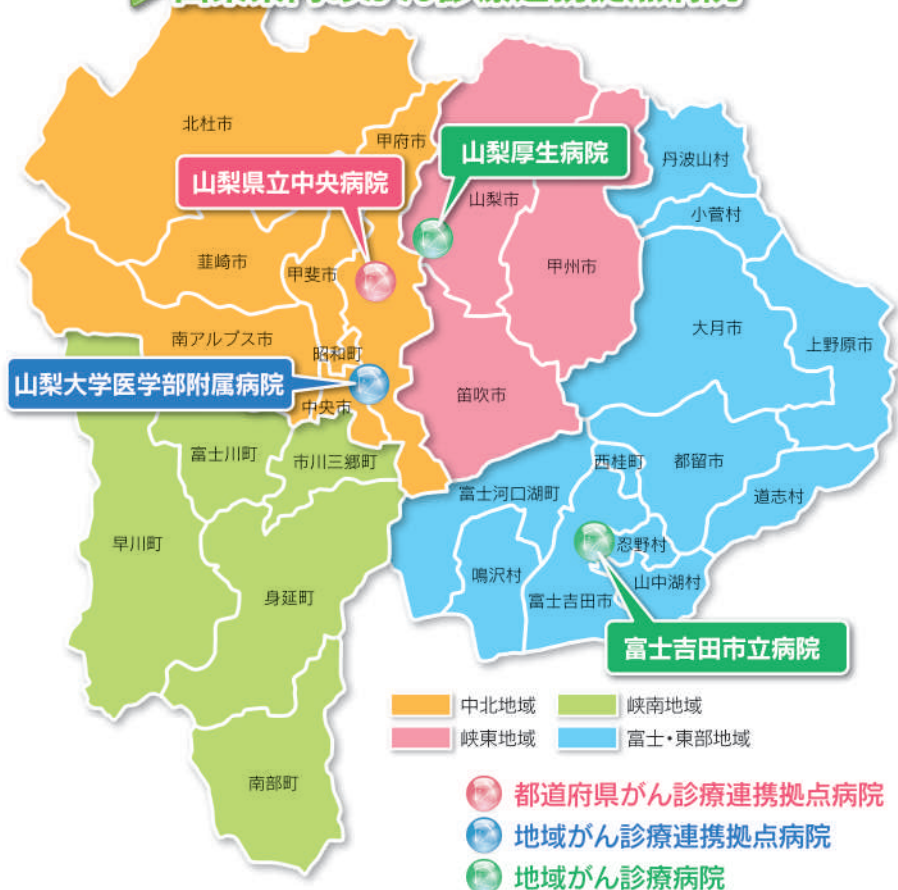 北杜市
甲府市
山梨厚生病院
丹波山村
山梨県立中央病院
山梨市
小菅村
韮崎市
甲斐市
甲州市
大月市
上野原市
南アルプス市
昭和町
山梨大学医学部附属病院
中央市
笛吹市
富士川町
市川三郷町
西桂町
都留市
富士河口湖町
道志村
早川町
忍野村
鳴沢村
山中湖村
身延町
富士吉田市
富士吉田市立病院
中北地域
峡南地域
峡東地域
富士・東部地域
南部町
都道府県がん診療連携拠点病院
地域がん診療連携拠点病院
地域がん診療病院